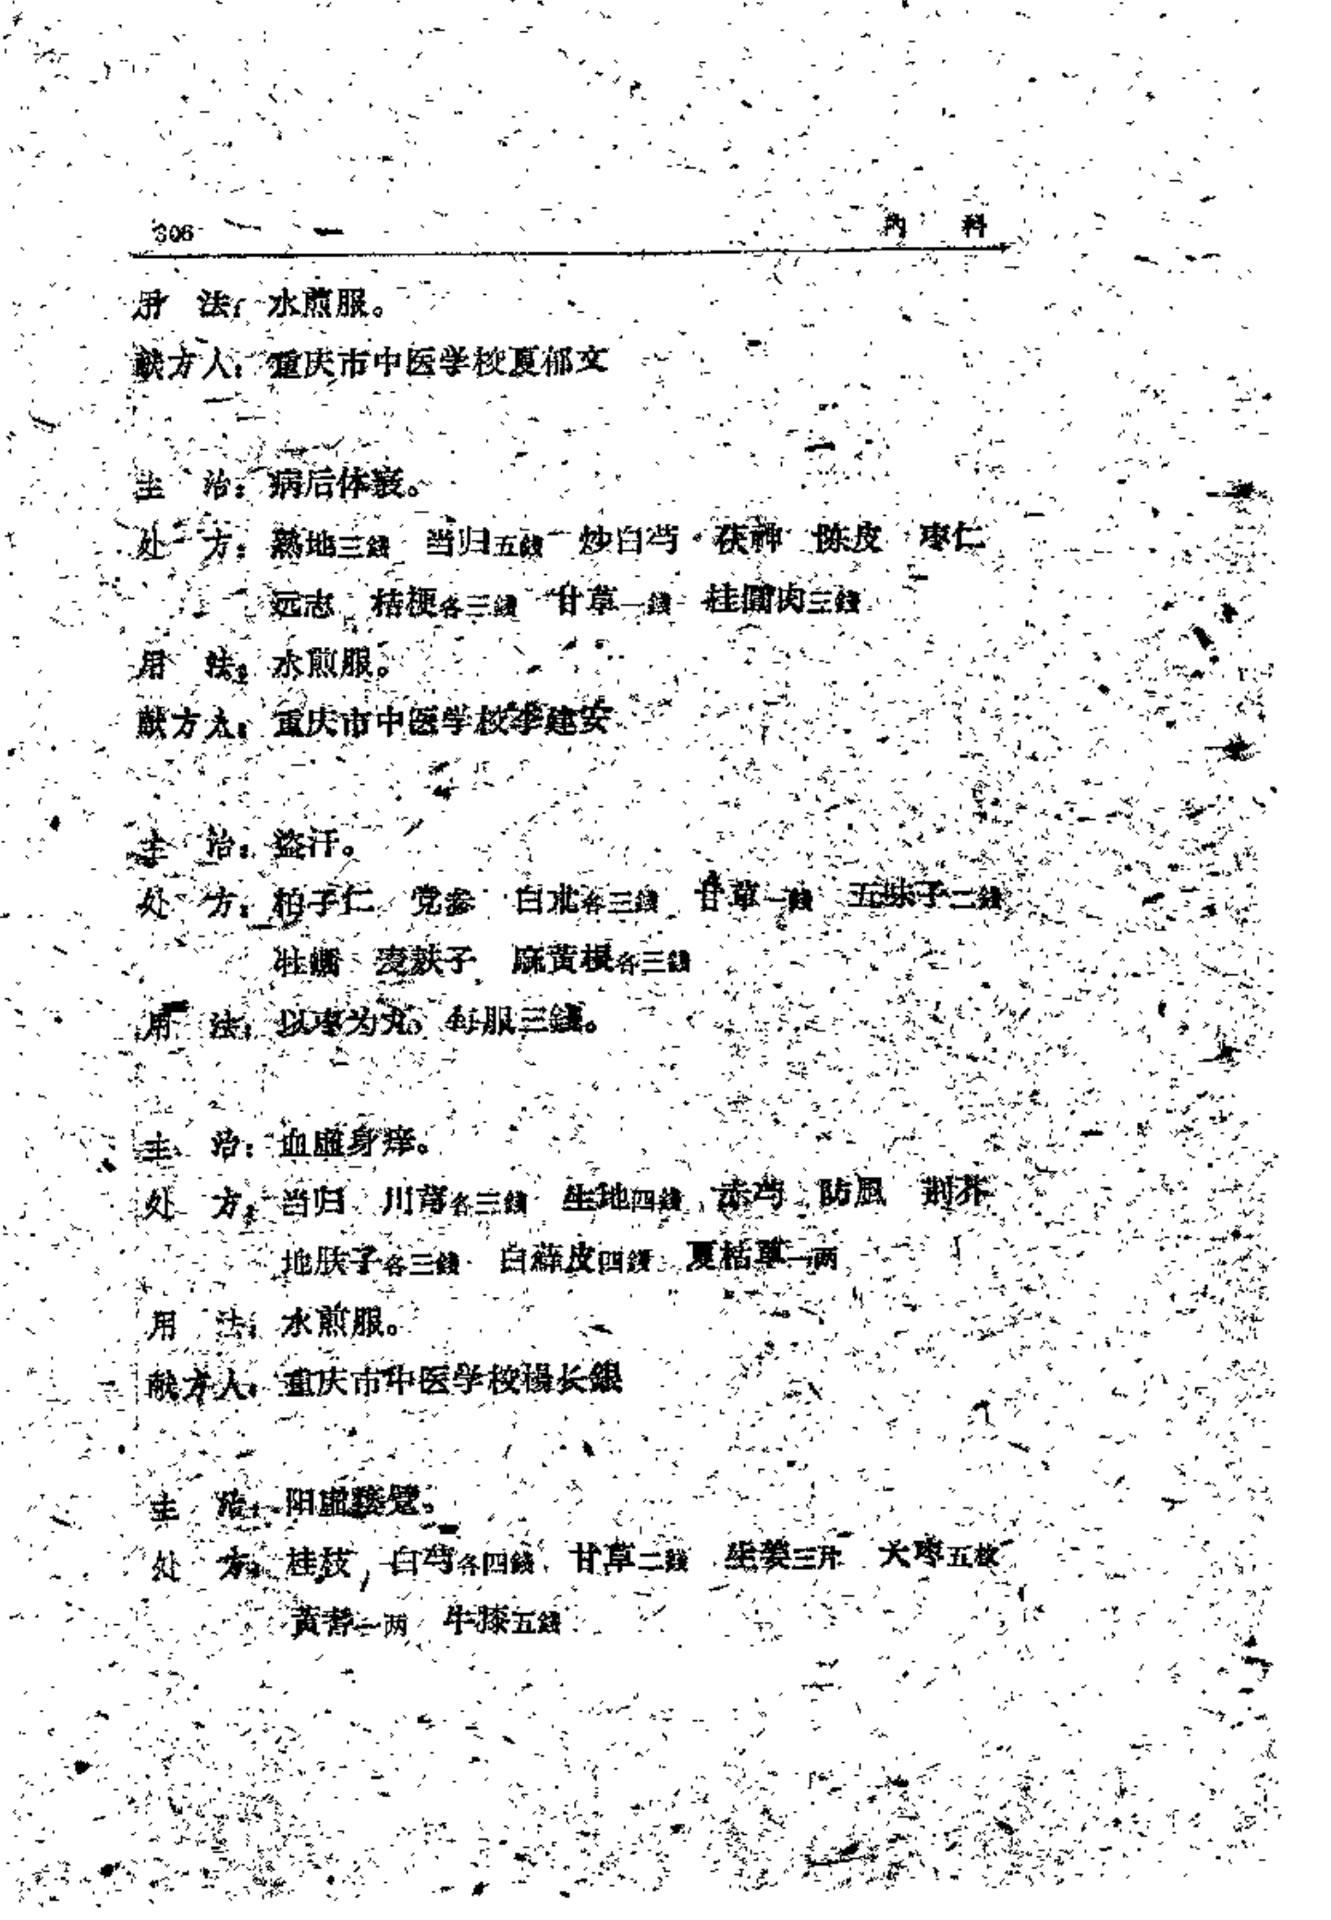 306 内 科
用 法：水煎服。
献方人：重庆市中医学校夏郁文
主 治：病后体衰。
处 方：熟地三錢 当归五錢 炒白芍 茯神 陈皮 枣仁
远志 桔梗各三錢 甘草一錢 桂圓肉三錢
用 法：水煎服。
献方人：重庆市中医学校李建安
主 治：盗汗。
处 方：柏子仁 党参 白朮各三錢 甘草一錢 五味子二錢
牡蠣 麦麸子 麻黄根各三錢
用 法：以枣为丸，每服三錢。
主 治：血虛身痒。
处 方：当归 川芎各三錢 生地四錢 赤芍 防風 荆芥
地肤子各三錢 白蘚皮四錢 夏枯草一两
用 法：水煎服。
献方人：重庆市中医学校楊长銀
主 治：阳虛
处 方：桂枝 白芍各四錢 甘草二錢 生姜三片 大枣五枚
黄耆一两 牛膝五錢